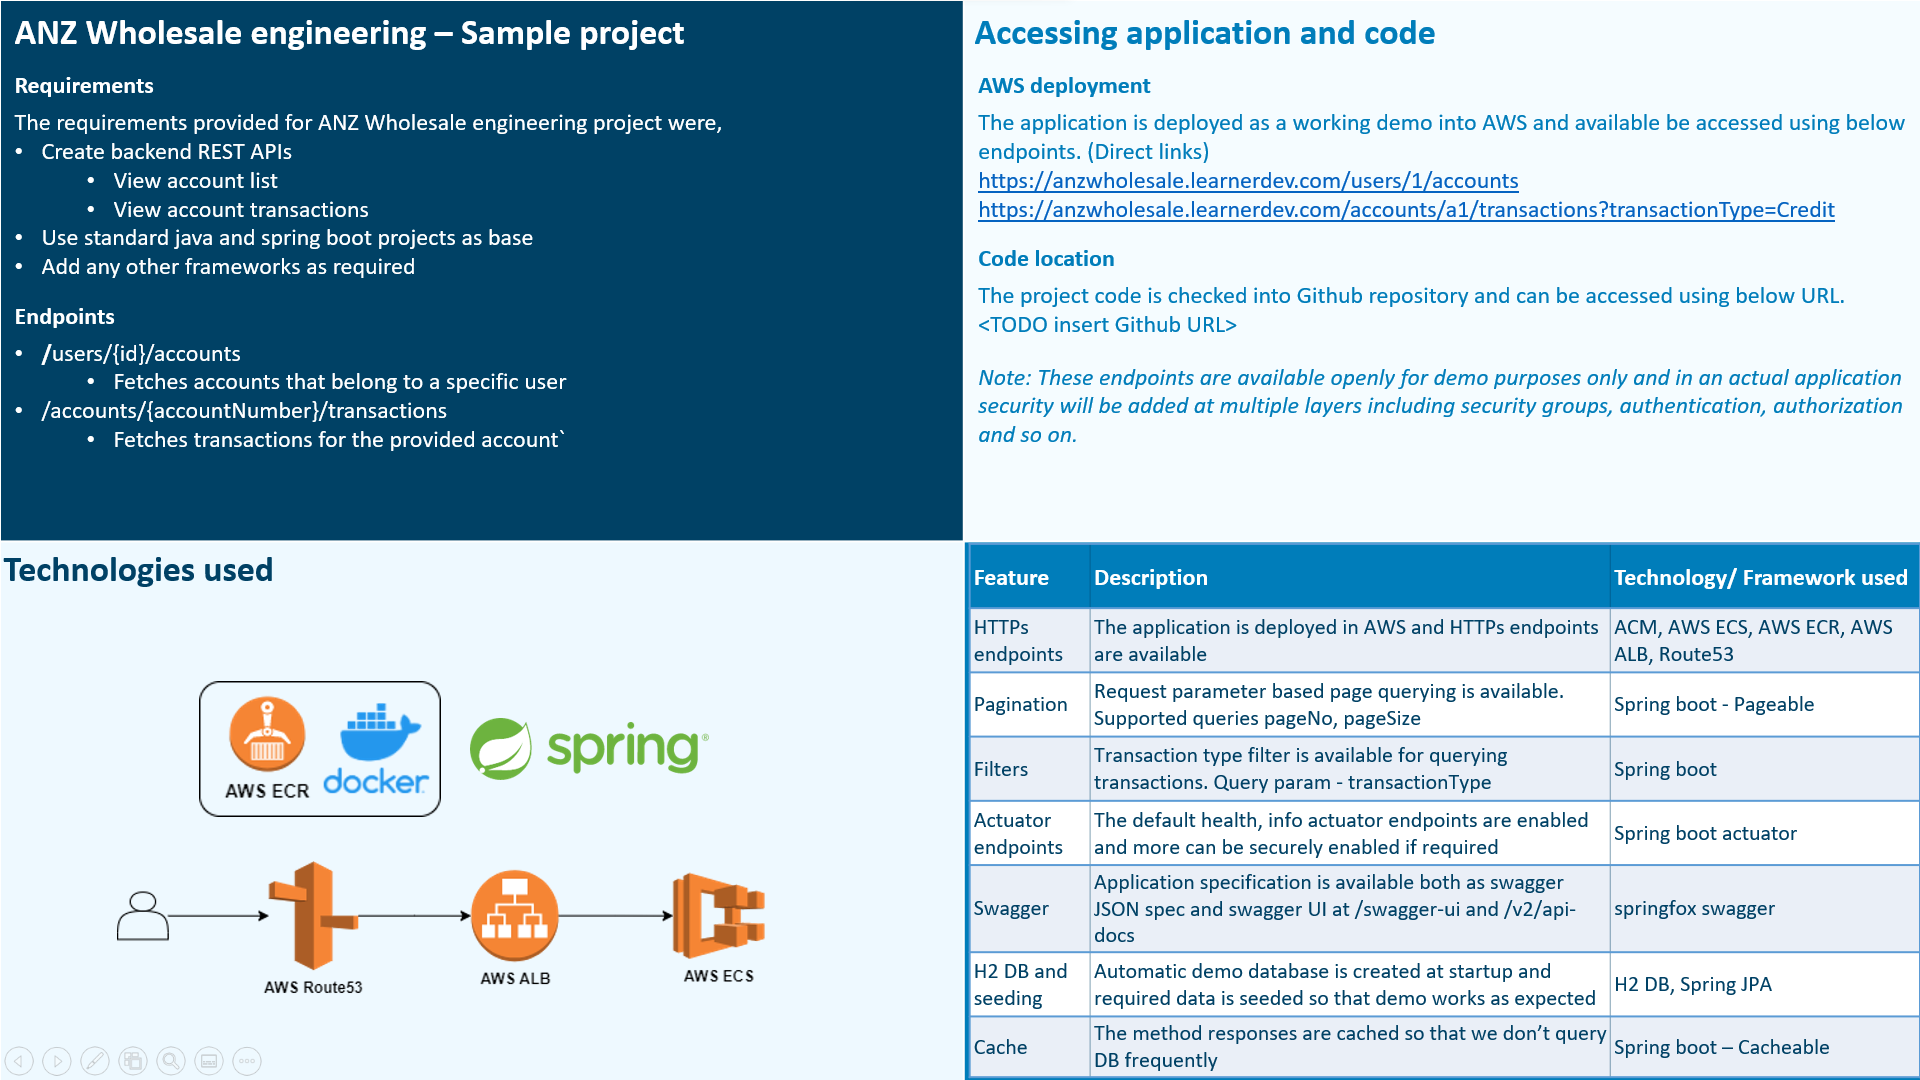 ANZ Wholesale engineering – Sample project
Requirements
The requirements provided for ANZ Wholesale engineering project were,
• Create backend REST APIs
• View account list
• View account transactions
• Use standard java and spring boot projects as base
• Add any other frameworks as required
Endpoints
• /users/{id}/accounts
• Fetches accounts that belong to a specific user
• /accounts/{accountNumber}/transactions
• Fetches transactions for the provided account`
Accessing application and code
AWS deployment
The application is deployed as a working demo into AWS and available be accessed using below
endpoints. (Direct links)
https://anzwholesale.learnerdev.com/users/1/accounts
https://anzwholesale.learnerdev.com/accounts/a1/transactions?transactionType=Credit
Code location
The project code is checked into Github repository and can be accessed using below URL.
<TODO insert Github URL>
Note: These endpoints are available openly for demo purposes only and in an actual application
security will be added at multiple layers including security groups, authentication, authorization
and so on.
Technologies used
AWS ECR
docker
spring®
AWS Route53
AWS ALB
AWS ECS
Feature
Description
Technology/ Framework used
HTTPs
endpoints
The application is deployed in AWS and HTTPs endpoints
are available
ACM, AWS ECS, AWS ECR, AWS
ALB, Route53
Pagination
Request parameter based page querying is available.
Supported queries pageNo, pageSize
Spring boot - Pageable
Filters
Transaction type filter is available for querying
transactions. Query param - transactionType
Spring boot
Actuator
endpoints
The default health, info actuator endpoints are enabled
and more can be securely enabled if required
Spring boot actuator
Swagger
Application specification is available both as swagger
JSON spec and swagger UI at /swagger-ui and /v2/api-
docs
springfox swagger
H2 DB and
seeding
Automatic demo database is created at startup and
required data is seeded so that demo works as expected
H2 DB, Spring JPA
Cache
The method responses are cached so that we don’t query
DB frequently
Spring boot – Cacheable